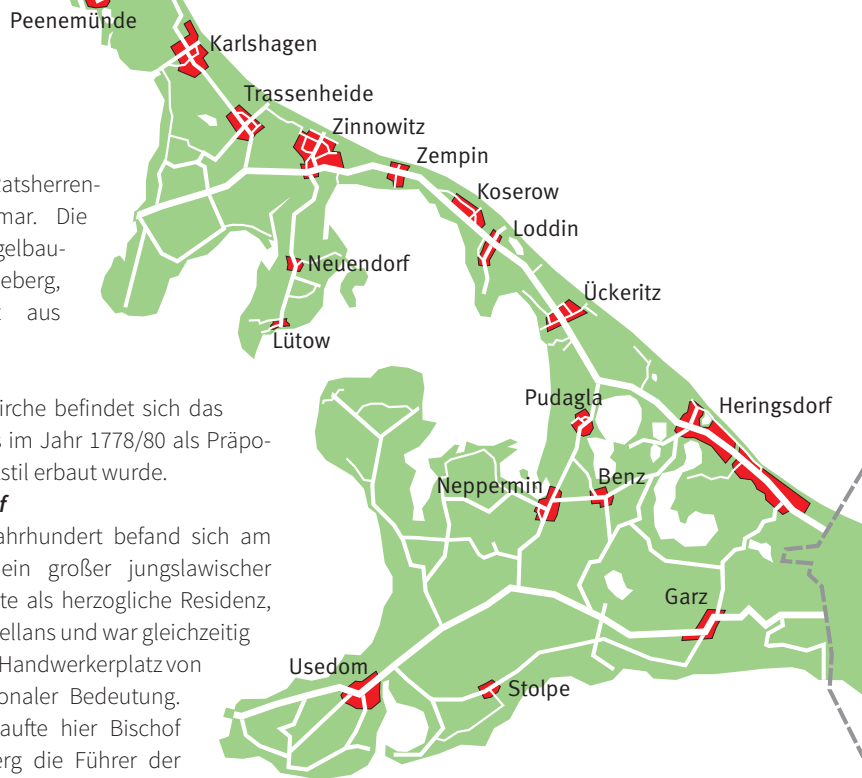 Peenemünde
Karlshagen
Trassenheide
Zinnowitz
Zempin
Koserow
Loddin
Neuendorf
Ückeritz
Lütow
Pudagla
Heringsdorf
Neppermin
Benz
Garz
Usedom
Stolpe
Ratsherren-
mar. Die
gelbau-
eberg,
aus
irche befindet sich das
s im Jahr 1778/80 als Präpo-
stil erbaut wurde.
f
ahrhundert befand sich am
ein großer jungslawischer
te als herzogliche Residenz,
ellans und war gleichzeitig
Handwerkerplatz von
onaler Bedeutung.
aufte hier Bischof
erg die Führer der